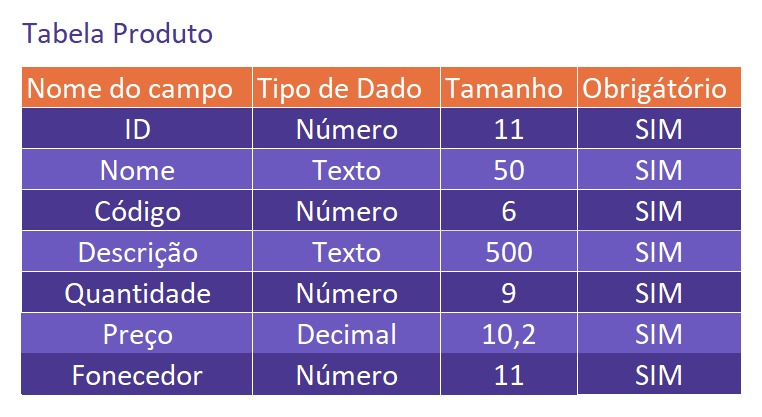 Tabela Produto
Nome do campo Tipo de Dado Tamanho Obrigátório
ID Número 11 SIM
Nome Texto 50 SIM
Código Número 6 SIM
Descrição Texto 500 SIM
Quantidade Número 9 SIM
Preço Decimal 10,2 SIM
Fonecedor Número 11 SIM